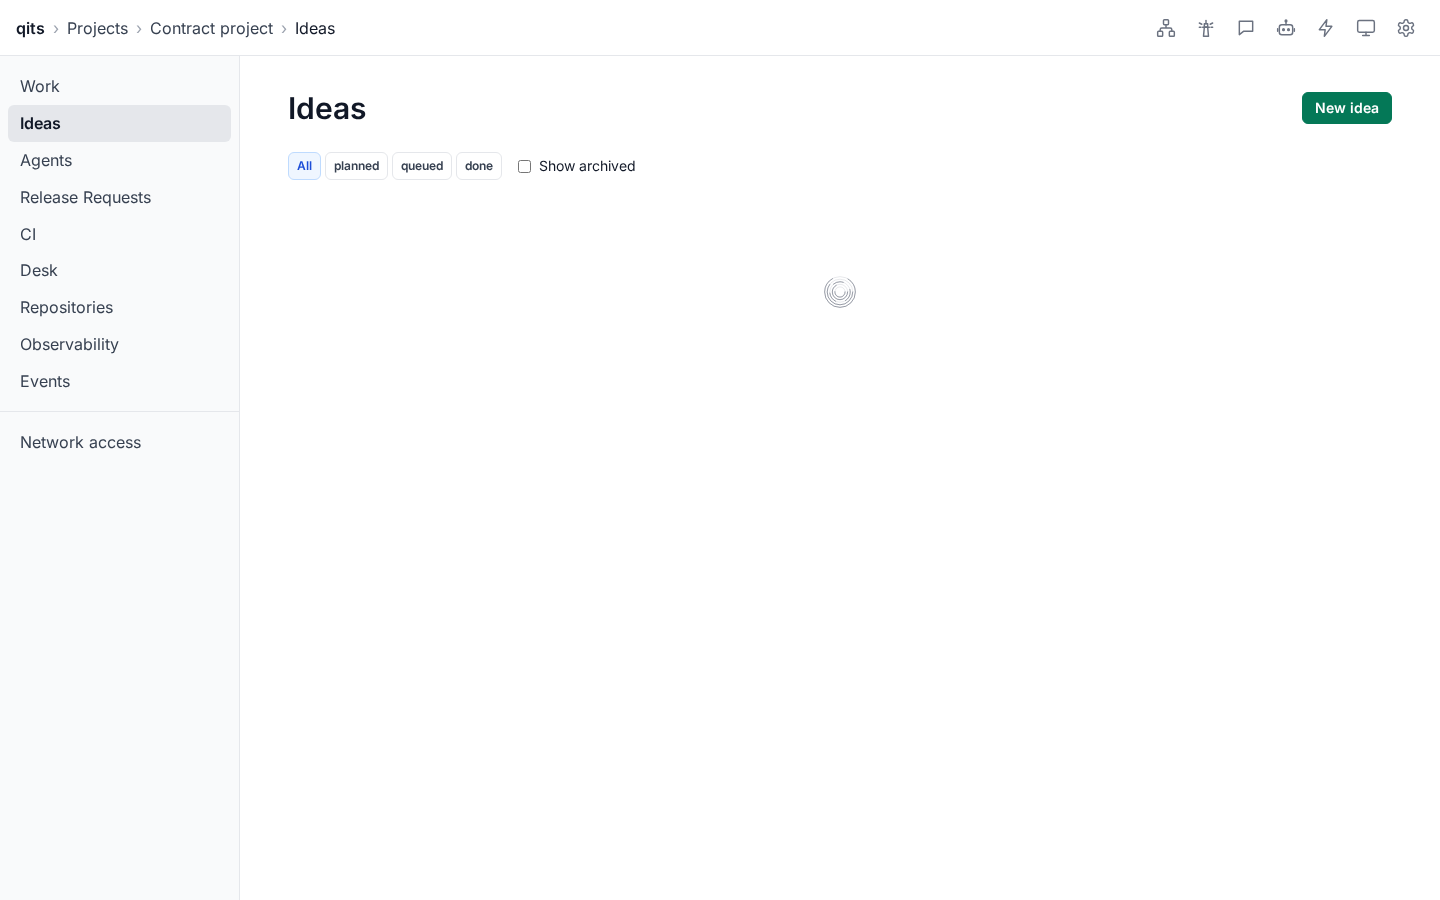 qits › Projects › Contract project › Ideas
Work
Ideas
Agents
Release Requests
CI
Desk
Repositories
Observability
Events
Network access
Ideas
New idea
All planned queued done Show archived